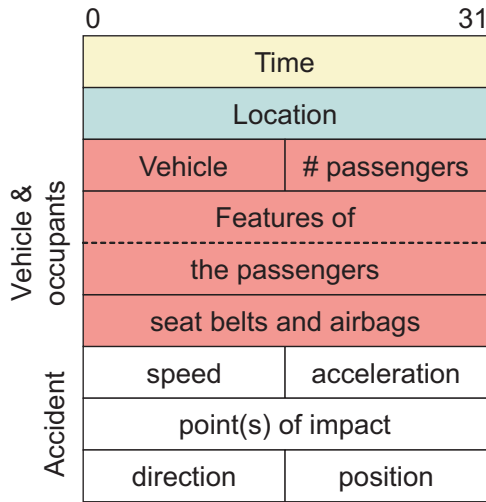 0 31
Time
Location
Vehicle # passengers
Features of
the passengers
seat belts and airbags
Vehicle &
occupants
speed acceleration
point(s) of impact
direction position
Accident